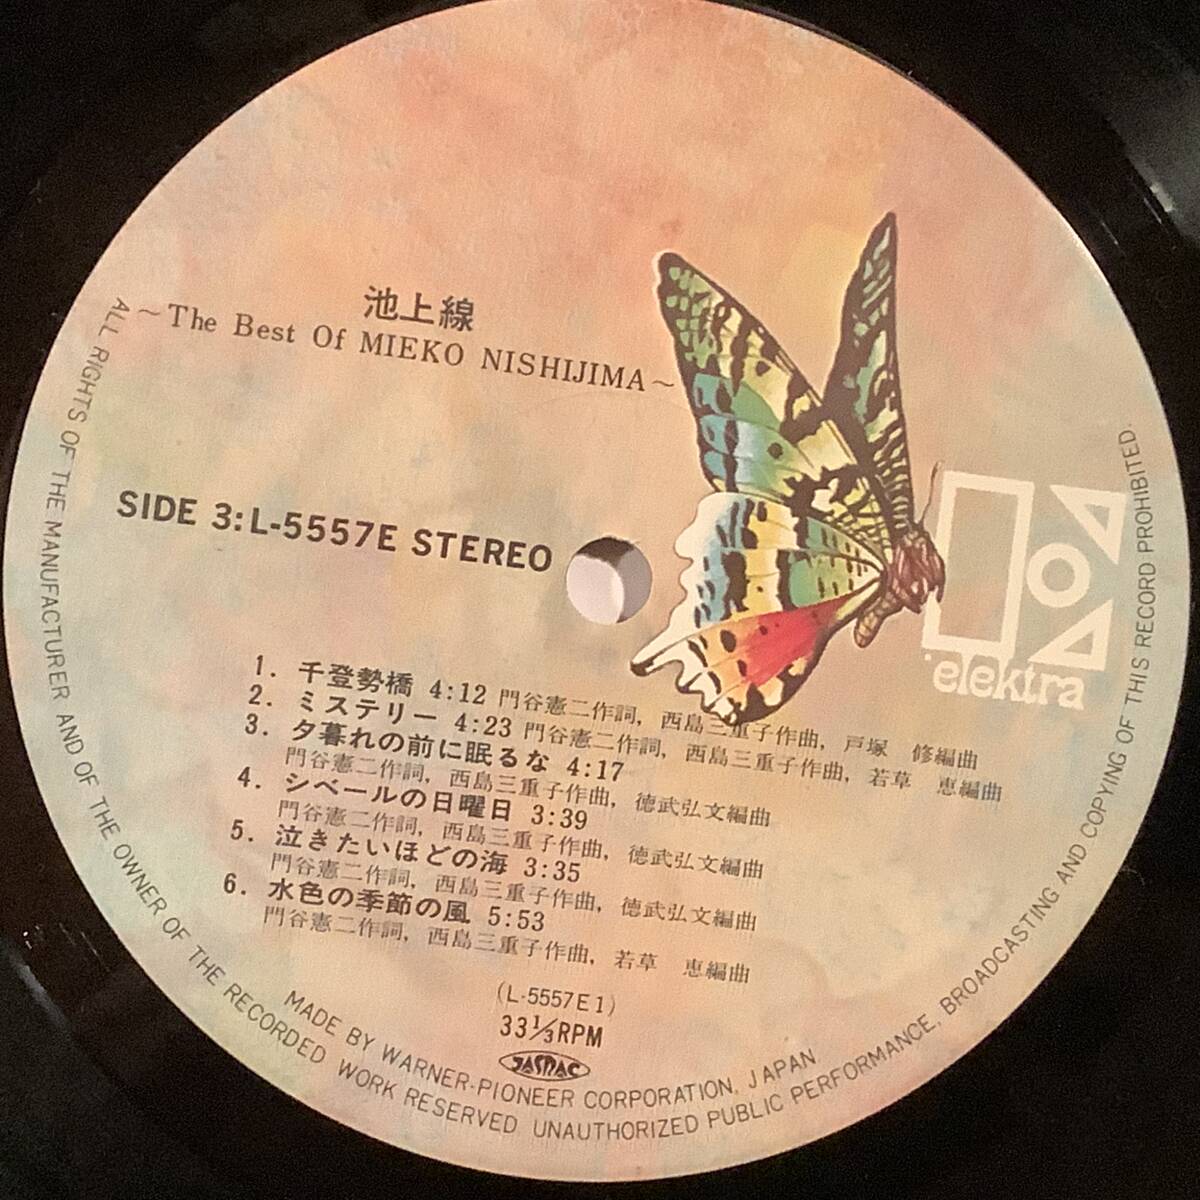 池上線
~The Best Of MIEKO NISHIJIMA~
SIDE 3: L-5557E STEREO
elektra
1. 千登勢橋 4:12 門谷憲二作詞, 西島三重子作曲, 戸塚 修編曲
2. ミステリー 4:23 門谷憲二作詞, 西島三重子作曲, 若草 恵編曲
3. 夕暮れの前に眠るな 4:17
門谷憲二作詞, 西島三重子作曲, 徳武弘文編曲
4. シベールの日曜日 3:39
門谷憲二作詞, 西島三重子作曲, 徳武弘文編曲
5. 泣きたいほどの海 3:35
門谷憲二作詞, 西島三重子作曲, 徳武弘文編曲
6. 水色の季節の風 5:53
門谷憲二作詞, 西島三重子作曲, 若草 恵編曲
(L-5557E1)
33⅓RPM
JASRAC
MADE BY WARNER-PIONEER CORPORATION, JAPAN
ALL RIGHTS OF THE MANUFACTURER AND OF THE OWNER OF THE RECORDED WORK RESERVED UNAUTHORIZED PUBLIC PERFORMANCE, BROADCASTING AND COPYING OF THIS RECORD PROHIBITED.